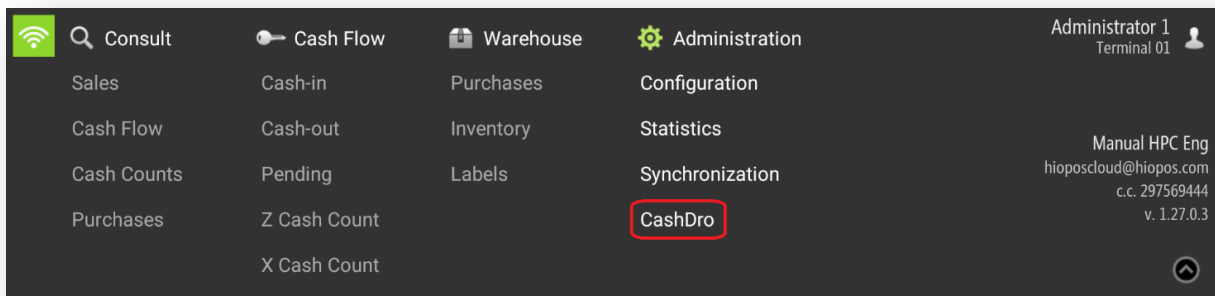 Consult
Sales
Cash Flow
Cash Counts
Purchases
Cash Flow
Cash-in
Cash-out
Pending
Z Cash Count
X Cash Count
Warehouse
Purchases
Inventory
Labels
Administration
Configuration
Statistics
Synchronization
CashDro
Administrator 1
Terminal 01
Manual HPC Eng
hioposcloud@hiopos.com
c.c. 297569444
v. 1.27.0.3